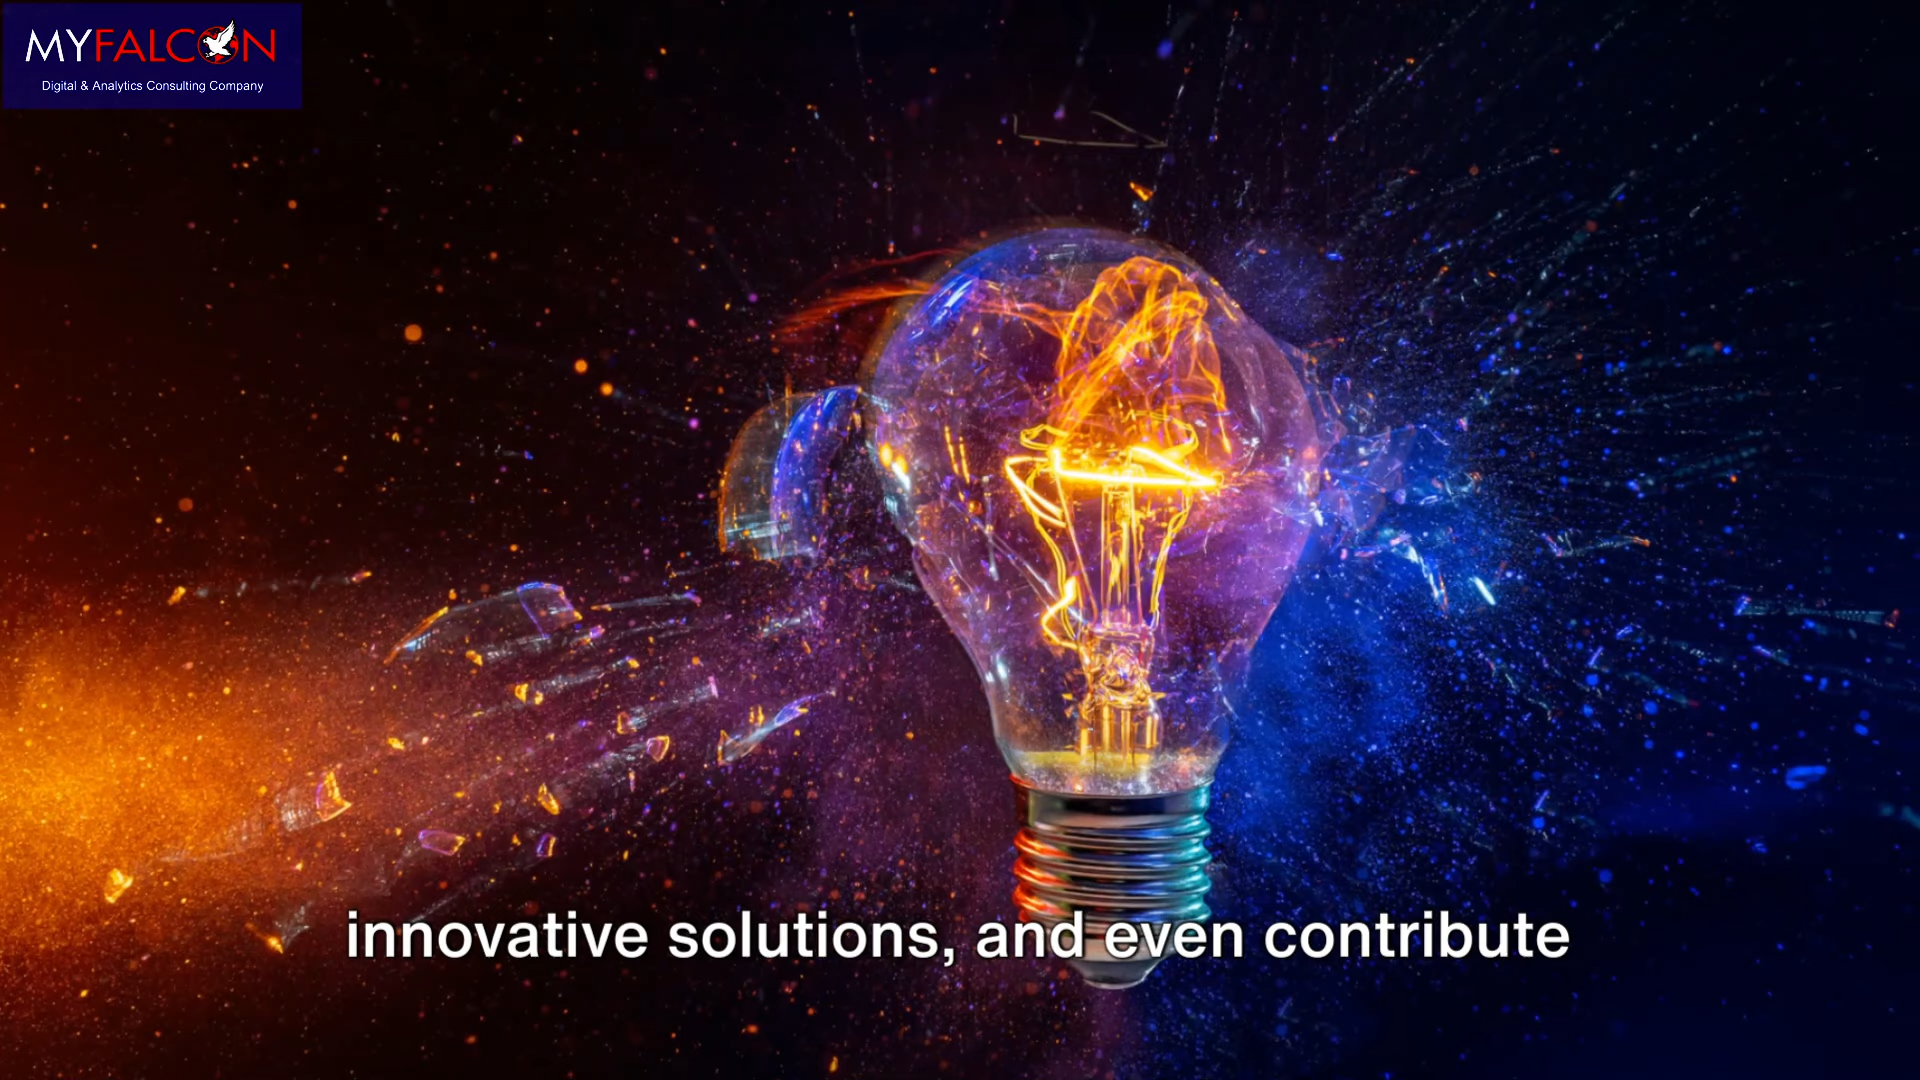 MYFALCON
Digital & Analytics Consulting Company
innovative solutions, and even contribute